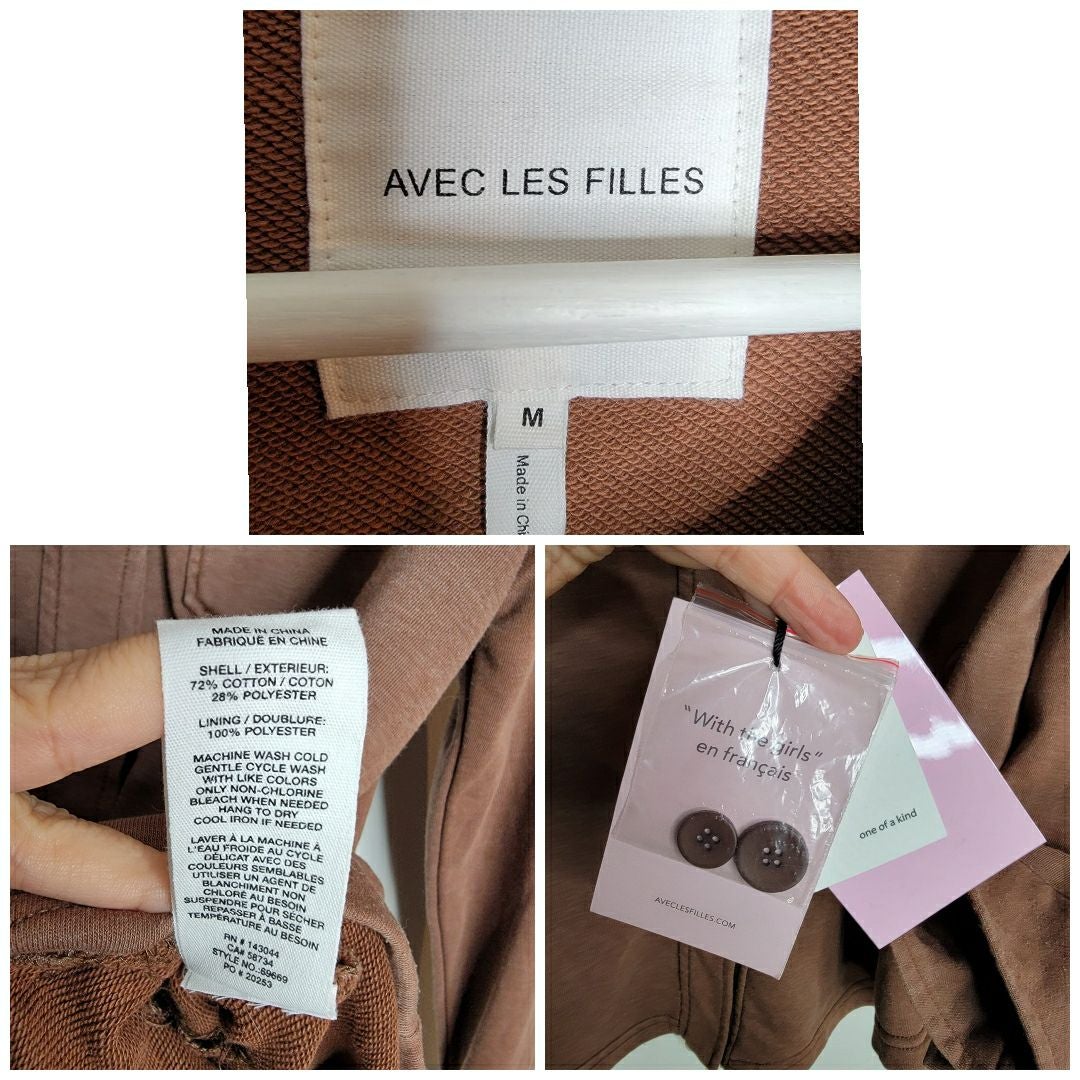 AVEC LES FILLES
M
Made in Chi
MADE IN CHINA
FABRIQUÉ EN CHINE
SHELL / EXTERIEUR:
72% COTTON / COTON
28% POLYESTER
LINING / DOUBLURE:
100% POLYESTER
MACHINE WASH COLD
GENTLE CYCLE WASH
WITH LIKE COLORS
ONLY NON-CHLORINE
BLEACH WHEN NEEDED
HANG TO DRY
COOL IRON IF NEEDED
LAVER À LA MACHINE À
L'EAU FROIDE AU CYCLE
DÉLICAT AVEC DES
COULEURS SEMBLABLES
UTILISER UN AGENT DE
BLANCHIMENT NON
CHLORÉ AU BESOIN
SUSPENDRE POUR SÉCHER
REPASSER À BASSE
TEMPÉRATURE AU BESOIN
RN # 143044
CA# 58734
STYLE NO.:69669
PO # 20253
"With the girls"
en français
AVECLESFILLES.COM
one of a kind